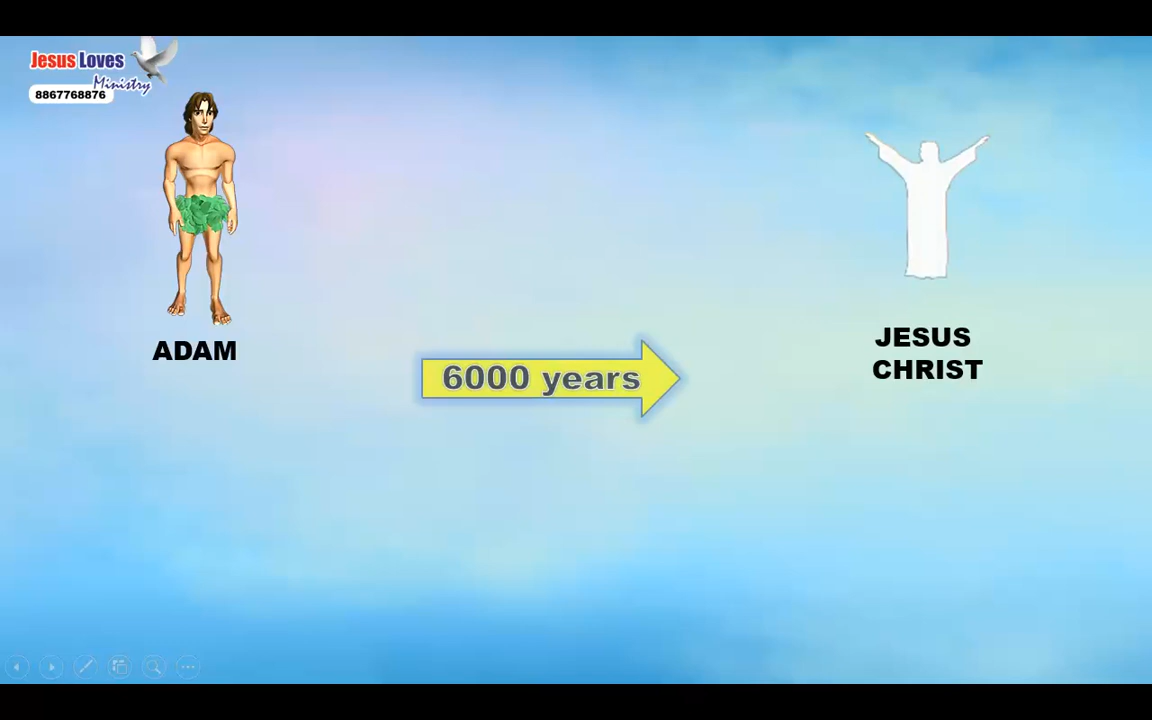 Jesus Loves
Ministry
8867768876
ADAM
6000 years
JESUS
CHRIST